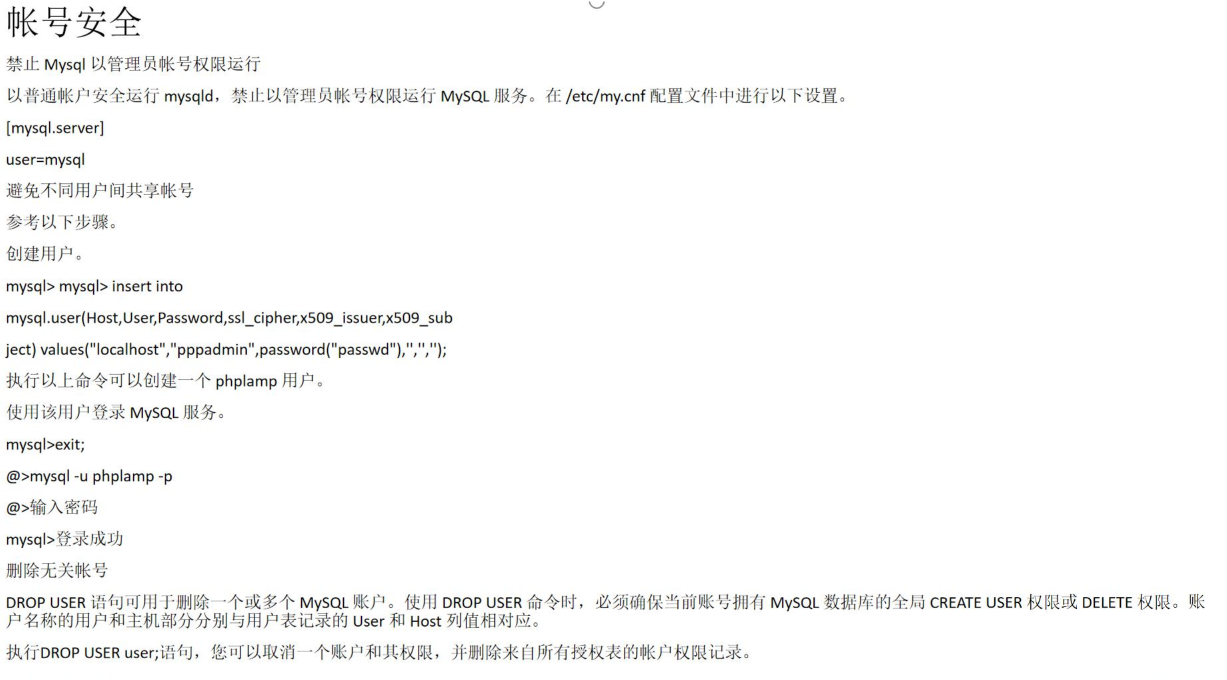 帐号安全
禁止 Mysql 以管理员帐号权限运行
以普通帐户安全运行 mysqld，禁止以管理员帐号权限运行 MySQL 服务。在 /etc/my.cnf 配置文件中进行以下设置。
[mysql.server]
user=mysql
避免不同用户间共享帐号
参考以下步骤。
创建用户。
mysql> mysql> insert into
mysql.user(Host,User,Password,ssl_cipher,x509_issuer,x509_sub
ject) values("localhost","pppadmin",password("passwd"),'','','');
执行以上命令可以创建一个 phplamp 用户。
使用该用户登录 MySQL 服务。
mysql>exit;
@>mysql -u phplamp -p
@>输入密码
mysql>登录成功
删除无关帐号
DROP USER 语句可用于删除一个或多个 MySQL 账户。使用 DROP USER 命令时，必须确保当前账号拥有 MySQL 数据库的全局 CREATE USER 权限或 DELETE 权限。账
户名称的用户和主机部分分别与用户表记录的 User 和 Host 列值相对应。
执行DROP USER user;语句，您可以取消一个账户和其权限，并删除来自所有授权表的帐户权限记录。